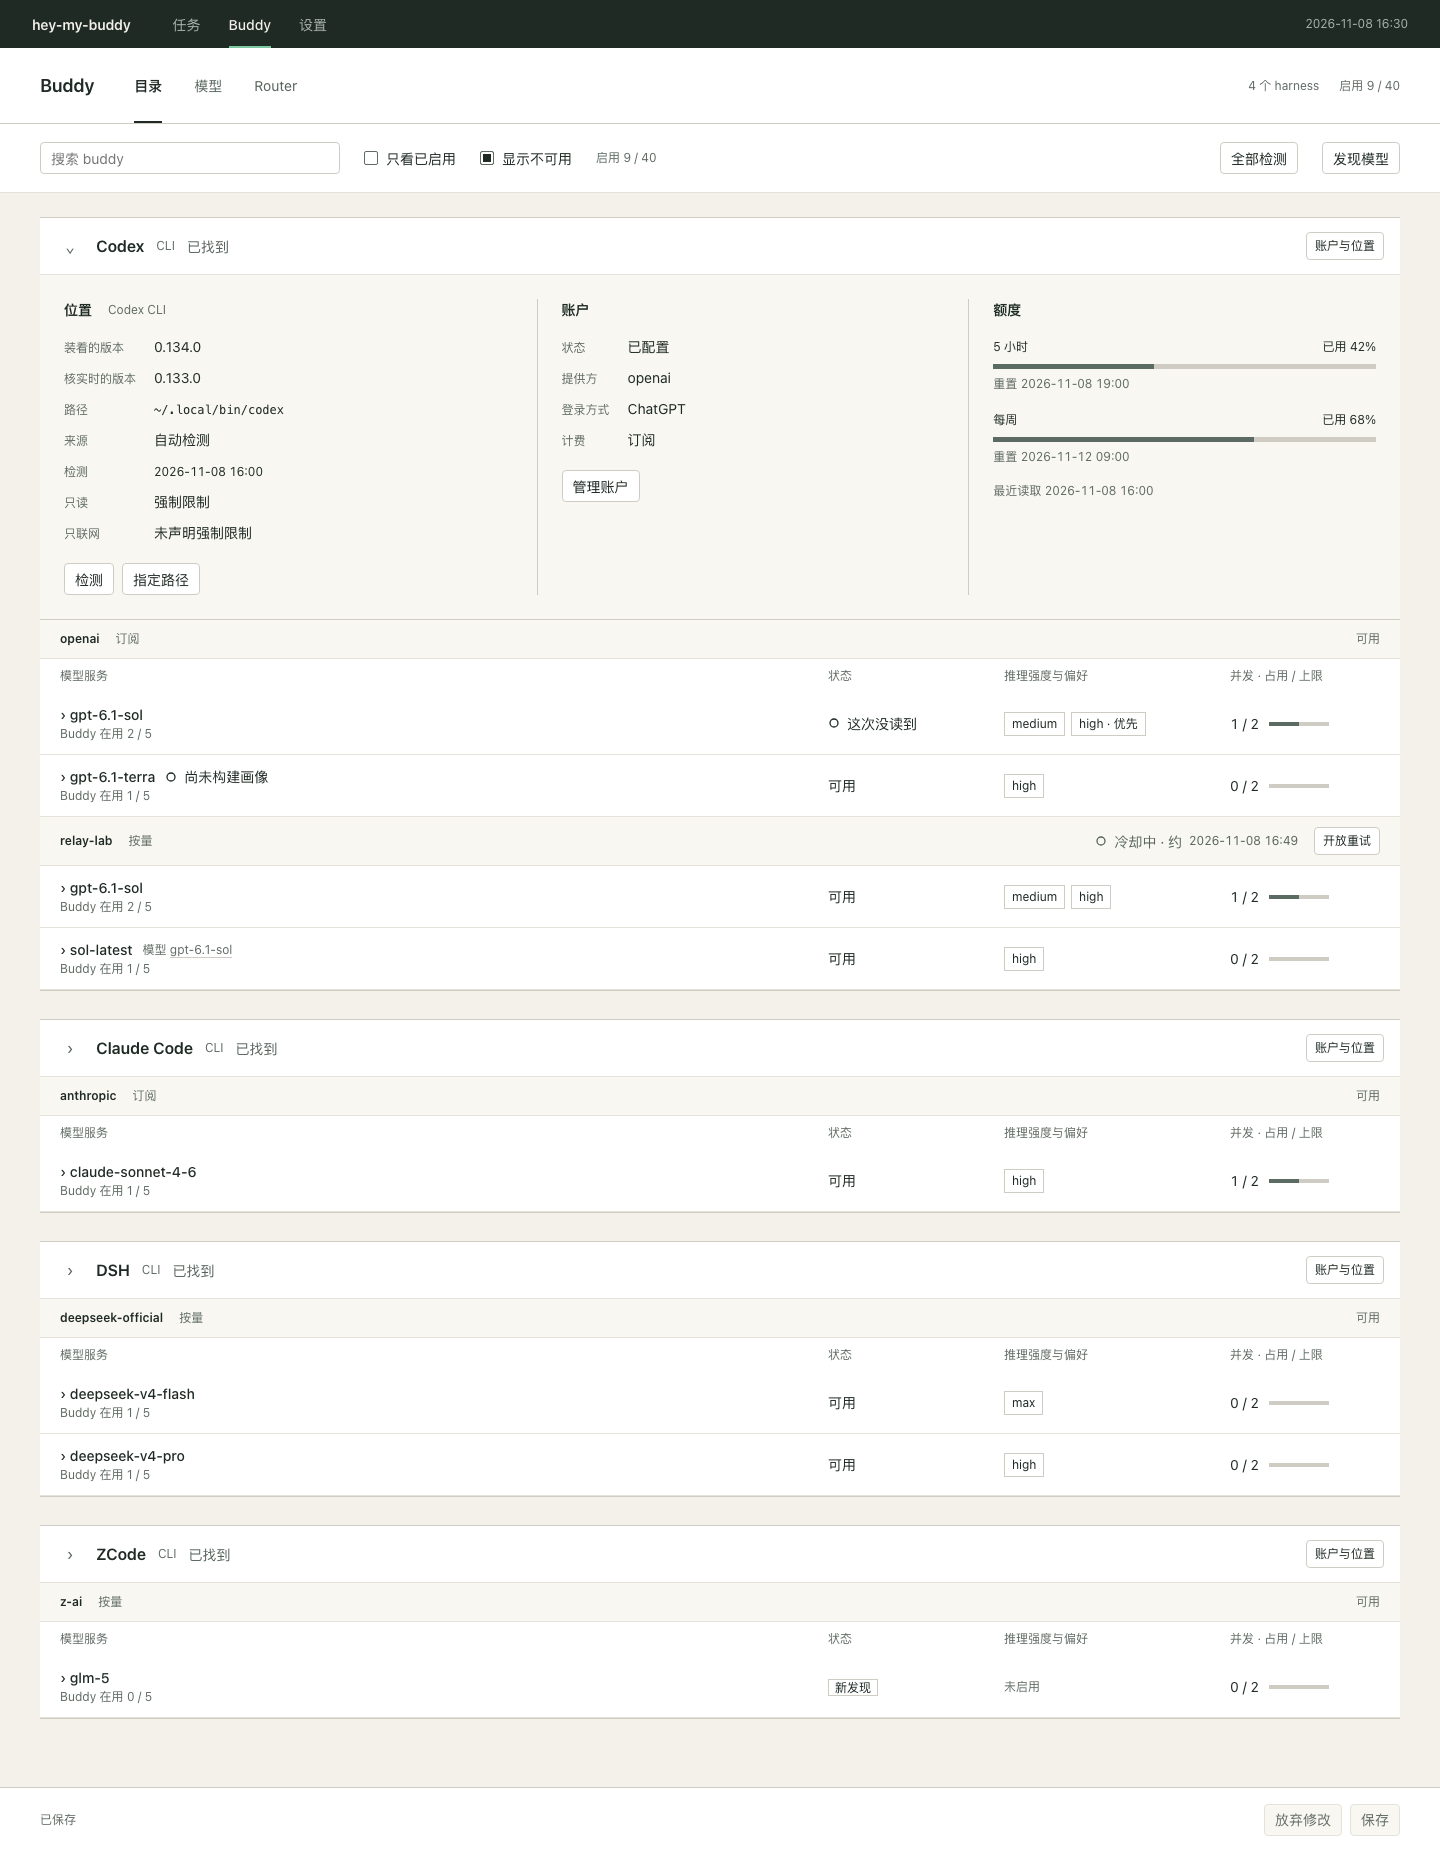 hey-my-buddy 任务 Buddy 设置 2026-11-08 16:30
Buddy 目录 模型 Router 4 个 harness 启用 9 / 40
搜索 buddy 只看已启用 显示不可用 启用 9 / 40 全部检测 发现模型
Codex CLI 已找到 账户与位置
位置 Codex CLI
装着的版本 0.134.0
核实时的版本 0.133.0
路径 ~/.local/bin/codex
来源 自动检测
检测 2026-11-08 16:00
只读 强制限制
只联网 未声明强制限制
检测 指定路径
账户
状态 已配置
提供方 openai
登录方式 ChatGPT
计费 订阅
管理账户
额度
5 小时 已用 42%
重置 2026-11-08 19:00
每周 已用 68%
重置 2026-11-12 09:00
最近读取 2026-11-08 16:00
openai 订阅 可用
模型服务 状态 推理强度与偏好 并发 · 占用 / 上限
› gpt-6.1-sol 这次没读到 medium high · 优先 1 / 2
Buddy 在用 2 / 5
› gpt-6.1-terra 尚未构建画像 可用 high 0 / 2
Buddy 在用 1 / 5
relay-lab 按量 冷却中 · 约 2026-11-08 16:49 开放重试
› gpt-6.1-sol 可用 medium high 1 / 2
Buddy 在用 2 / 5
› sol-latest 模型 gpt-6.1-sol 可用 high 0 / 2
Buddy 在用 1 / 5
› Claude Code CLI 已找到 账户与位置
anthropic 订阅 可用
模型服务 状态 推理强度与偏好 并发 · 占用 / 上限
› claude-sonnet-4-6 可用 high 1 / 2
Buddy 在用 1 / 5
› DSH CLI 已找到 账户与位置
deepseek-official 按量 可用
模型服务 状态 推理强度与偏好 并发 · 占用 / 上限
› deepseek-v4-flash 可用 max 0 / 2
Buddy 在用 1 / 5
› deepseek-v4-pro 可用 high 0 / 2
Buddy 在用 1 / 5
› ZCode CLI 已找到 账户与位置
z-ai 按量 可用
模型服务 状态 推理强度与偏好 并发 · 占用 / 上限
› glm-5 新发现 未启用 0 / 2
Buddy 在用 0 / 5
已保存 放弃修改 保存